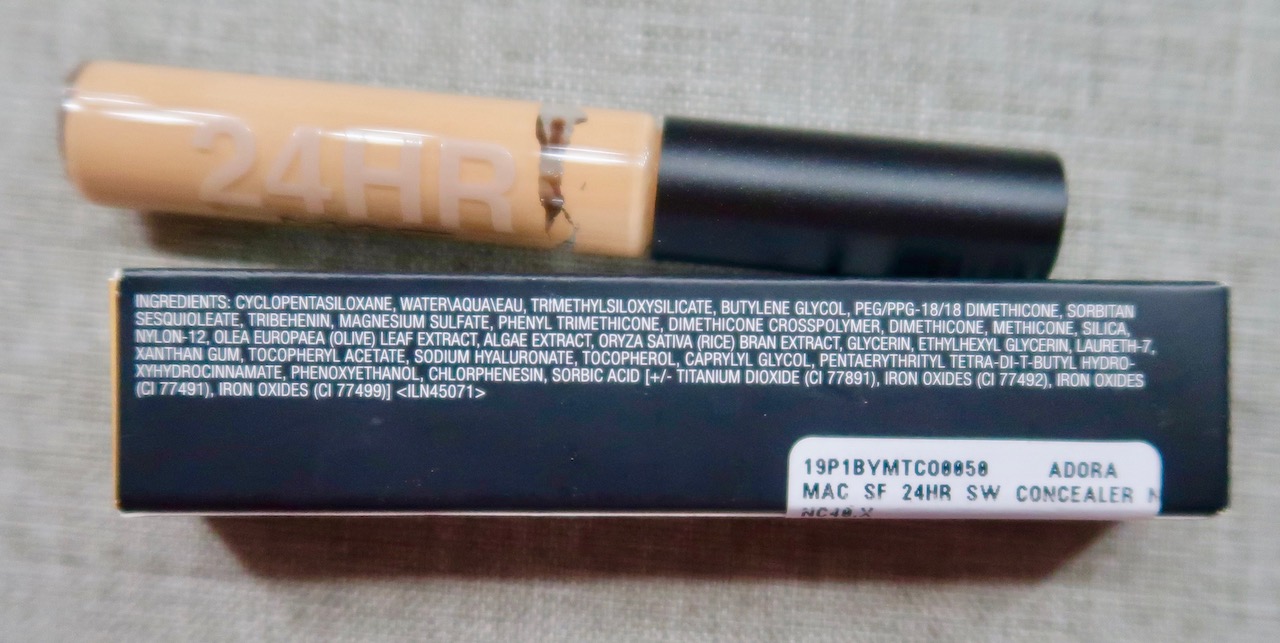 24HR
INGREDIENTS: CYCLOPENTASILOXANE, WATER\AQUA\EAU, TRIMETHYLSILOXYSILICATE, BUTYLENE GLYCOL, PEG/PPG-18/18 DIMETHICONE, SORBITAN
SESQUIOLEATE, TRIBEHENIN, MAGNESIUM SULFATE, PHENYL TRIMETHICONE, DIMETHICONE CROSSPOLYMER, DIMETHICONE, METHICONE, SILICA,
NYLON-12, OLEA EUROPAEA (OLIVE) LEAF EXTRACT, ALGAE EXTRACT, ORYZA SATIVA (RICE) BRAN EXTRACT, GLYCERIN, ETHYLHEXYL GLYCERIN, LAURETH-7,
XANTHAN GUM, TOCOPHERYL ACETATE, SODIUM HYALURONATE, TOCOPHEROL, CAPRYLYL GLYCOL, PENTAERYTHRITYL TETRA-DI-T-BUTYL HYDRO-
XYHYDROCINNAMATE, PHENOXYETHANOL, CHLORPHENESIN, SORBIC ACID [+/- TITANIUM DIOXIDE (CI 77891), IRON OXIDES (CI 77492), IRON OXIDES
(CI 77491), IRON OXIDES (CI 77499)] <ILN45071>
19P1BYMTCO0050 ADORA
MAC SF 24HR SW CONCEALER N